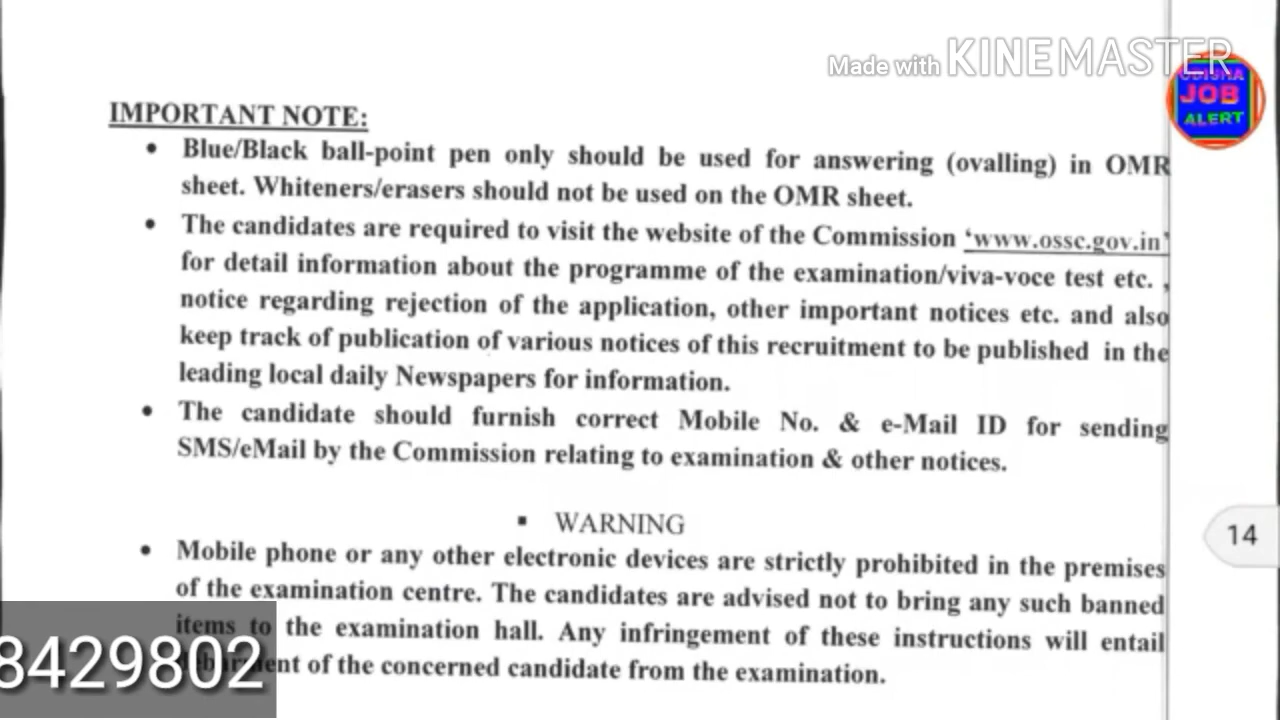 Made with KINEMASTER
ODISHA
JOB
ALERT
IMPORTANT NOTE:
• Blue/Black ball-point pen only should be used for answering (ovalling) in OMR
sheet. Whiteners/erasers should not be used on the OMR sheet.
• The candidates are required to visit the website of the Commission ‘www.ossc.gov.in’
for detail information about the programme of the examination/viva-voce test etc. ,
notice regarding rejection of the application, other important notices etc. and also
keep track of publication of various notices of this recruitment to be published in the
leading local daily Newspapers for information.
• The candidate should furnish correct Mobile No. & e-Mail ID for sending
SMS/eMail by the Commission relating to examination & other notices.
▪ WARNING
• Mobile phone or any other electronic devices are strictly prohibited in the premises
of the examination centre. The candidates are advised not to bring any such banned
items to the examination hall. Any infringement of these instructions will entail
debarment of the concerned candidate from the examination.
14
8429802